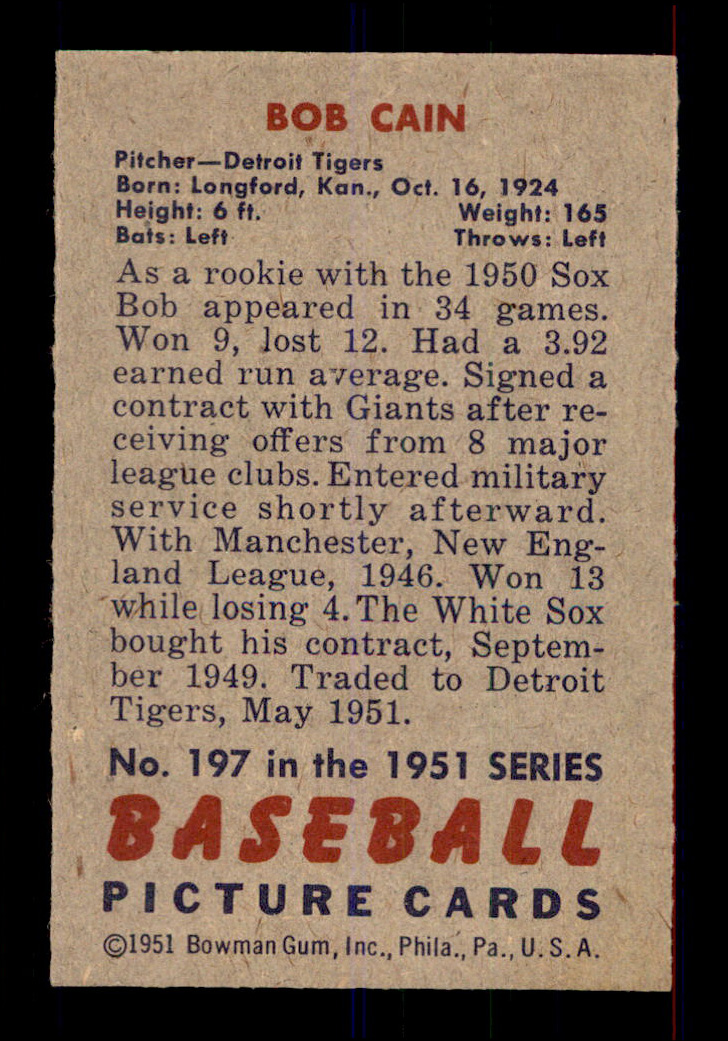 BOB CAIN
Pitcher—Detroit Tigers
Born: Longford, Kan., Oct. 16, 1924
Height: 6 ft. Weight: 165
Bats: Left Throws: Left
As a rookie with the 1950 Sox
Bob appeared in 34 games.
Won 9, lost 12. Had a 3.92
earned run average. Signed a
contract with Giants after re-
ceiving offers from 8 major
league clubs. Entered military
service shortly afterward.
With Manchester, New Eng-
land League, 1946. Won 13
while losing 4. The White Sox
bought his contract, Septem-
ber 1949. Traded to Detroit
Tigers, May 1951.
No. 197 in the 1951 SERIES
BASEBALL
PICTURE CARDS
©1951 Bowman Gum, Inc., Phila., Pa., U.S.A.